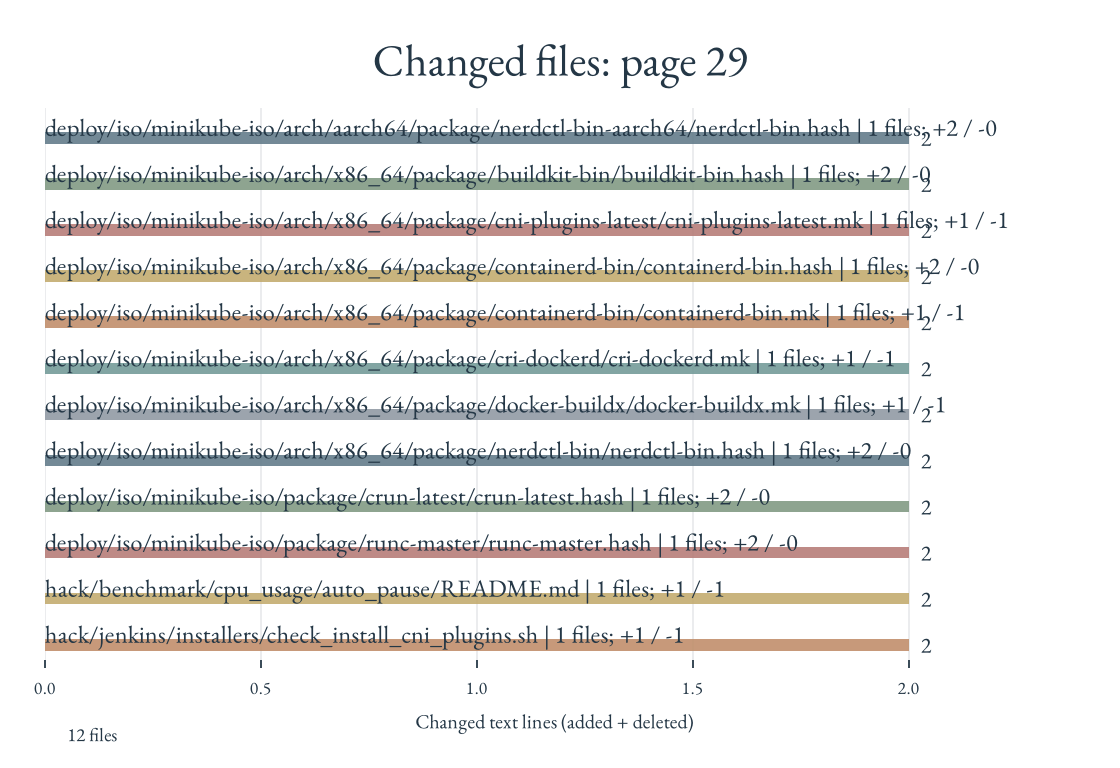 Changed files: page 29
deploy/iso/minikube-iso/arch/aarch64/package/nerdctl-bin-aarch64/nerdctl-bin.hash | 1 files; +2 / -0
2
deploy/iso/minikube-iso/arch/x86_64/package/buildkit-bin/buildkit-bin.hash | 1 files; +2 / -0
2
deploy/iso/minikube-iso/arch/x86_64/package/cni-plugins-latest/cni-plugins-latest.mk | 1 files; +1 / -1
2
deploy/iso/minikube-iso/arch/x86_64/package/containerd-bin/containerd-bin.hash | 1 files; +2 / -0
2
deploy/iso/minikube-iso/arch/x86_64/package/containerd-bin/containerd-bin.mk | 1 files; +1 / -1
2
deploy/iso/minikube-iso/arch/x86_64/package/cri-dockerd/cri-dockerd.mk | 1 files; +1 / -1
2
deploy/iso/minikube-iso/arch/x86_64/package/docker-buildx/docker-buildx.mk | 1 files; +1 / -1
2
deploy/iso/minikube-iso/arch/x86_64/package/nerdctl-bin/nerdctl-bin.hash | 1 files; +2 / -0
2
deploy/iso/minikube-iso/package/crun-latest/crun-latest.hash | 1 files; +2 / -0
2
deploy/iso/minikube-iso/package/runc-master/runc-master.hash | 1 files; +2 / -0
2
hack/benchmark/cpu_usage/auto_pause/README.md | 1 files; +1 / -1
2
hack/jenkins/installers/check_install_cni_plugins.sh | 1 files; +1 / -1
2
0.0 0.5 1.0 1.5 2.0
Changed text lines (added + deleted)
12 files